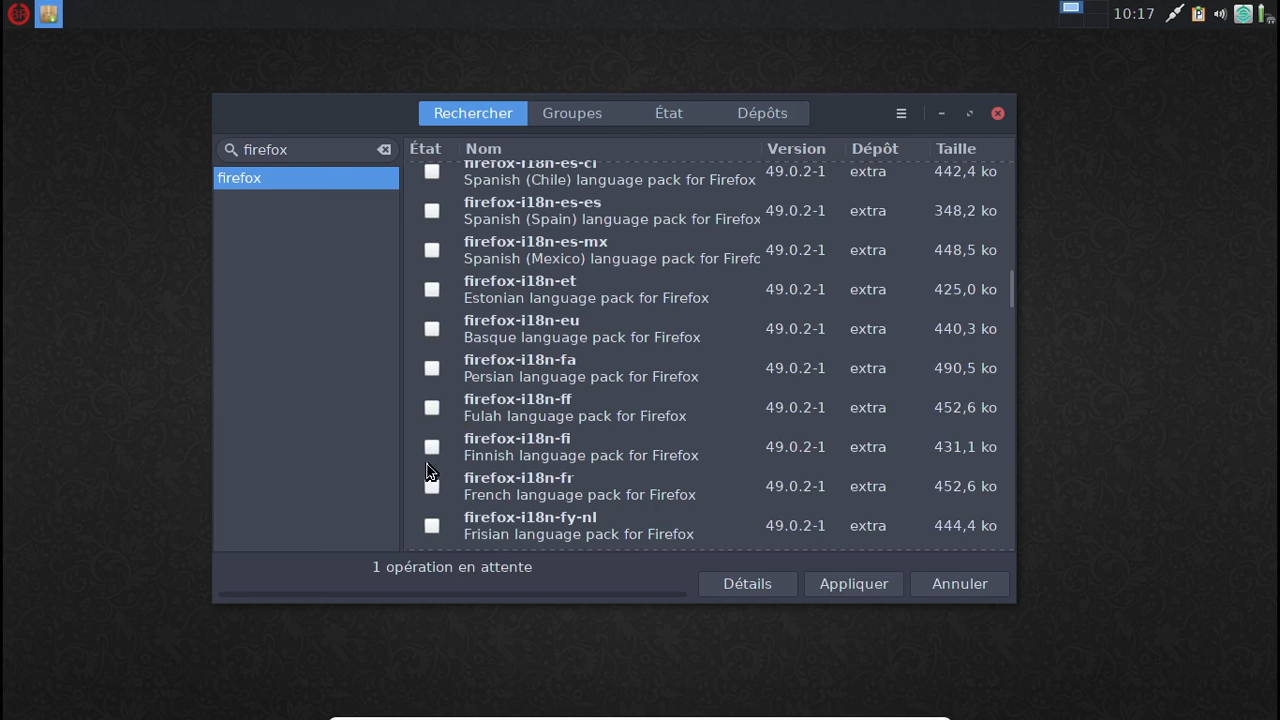 10:17
Rechercher Groupes État Dépôts
firefox État Nom Version Dépôt Taille
firefox
firefox-i18n-es-cl
Spanish (Chile) language pack for Firefox 49.0.2-1 extra 442,4 ko
firefox-i18n-es-es
Spanish (Spain) language pack for Firefox 49.0.2-1 extra 348,2 ko
firefox-i18n-es-mx
Spanish (Mexico) language pack for Firefo 49.0.2-1 extra 448,5 ko
firefox-i18n-et
Estonian language pack for Firefox 49.0.2-1 extra 425,0 ko
firefox-i18n-eu
Basque language pack for Firefox 49.0.2-1 extra 440,3 ko
firefox-i18n-fa
Persian language pack for Firefox 49.0.2-1 extra 490,5 ko
firefox-i18n-ff
Fulah language pack for Firefox 49.0.2-1 extra 452,6 ko
firefox-i18n-fi
Finnish language pack for Firefox 49.0.2-1 extra 431,1 ko
firefox-i18n-fr
French language pack for Firefox 49.0.2-1 extra 452,6 ko
firefox-i18n-fy-nl
Frisian language pack for Firefox 49.0.2-1 extra 444,4 ko
1 opération en attente
Détails Appliquer Annuler